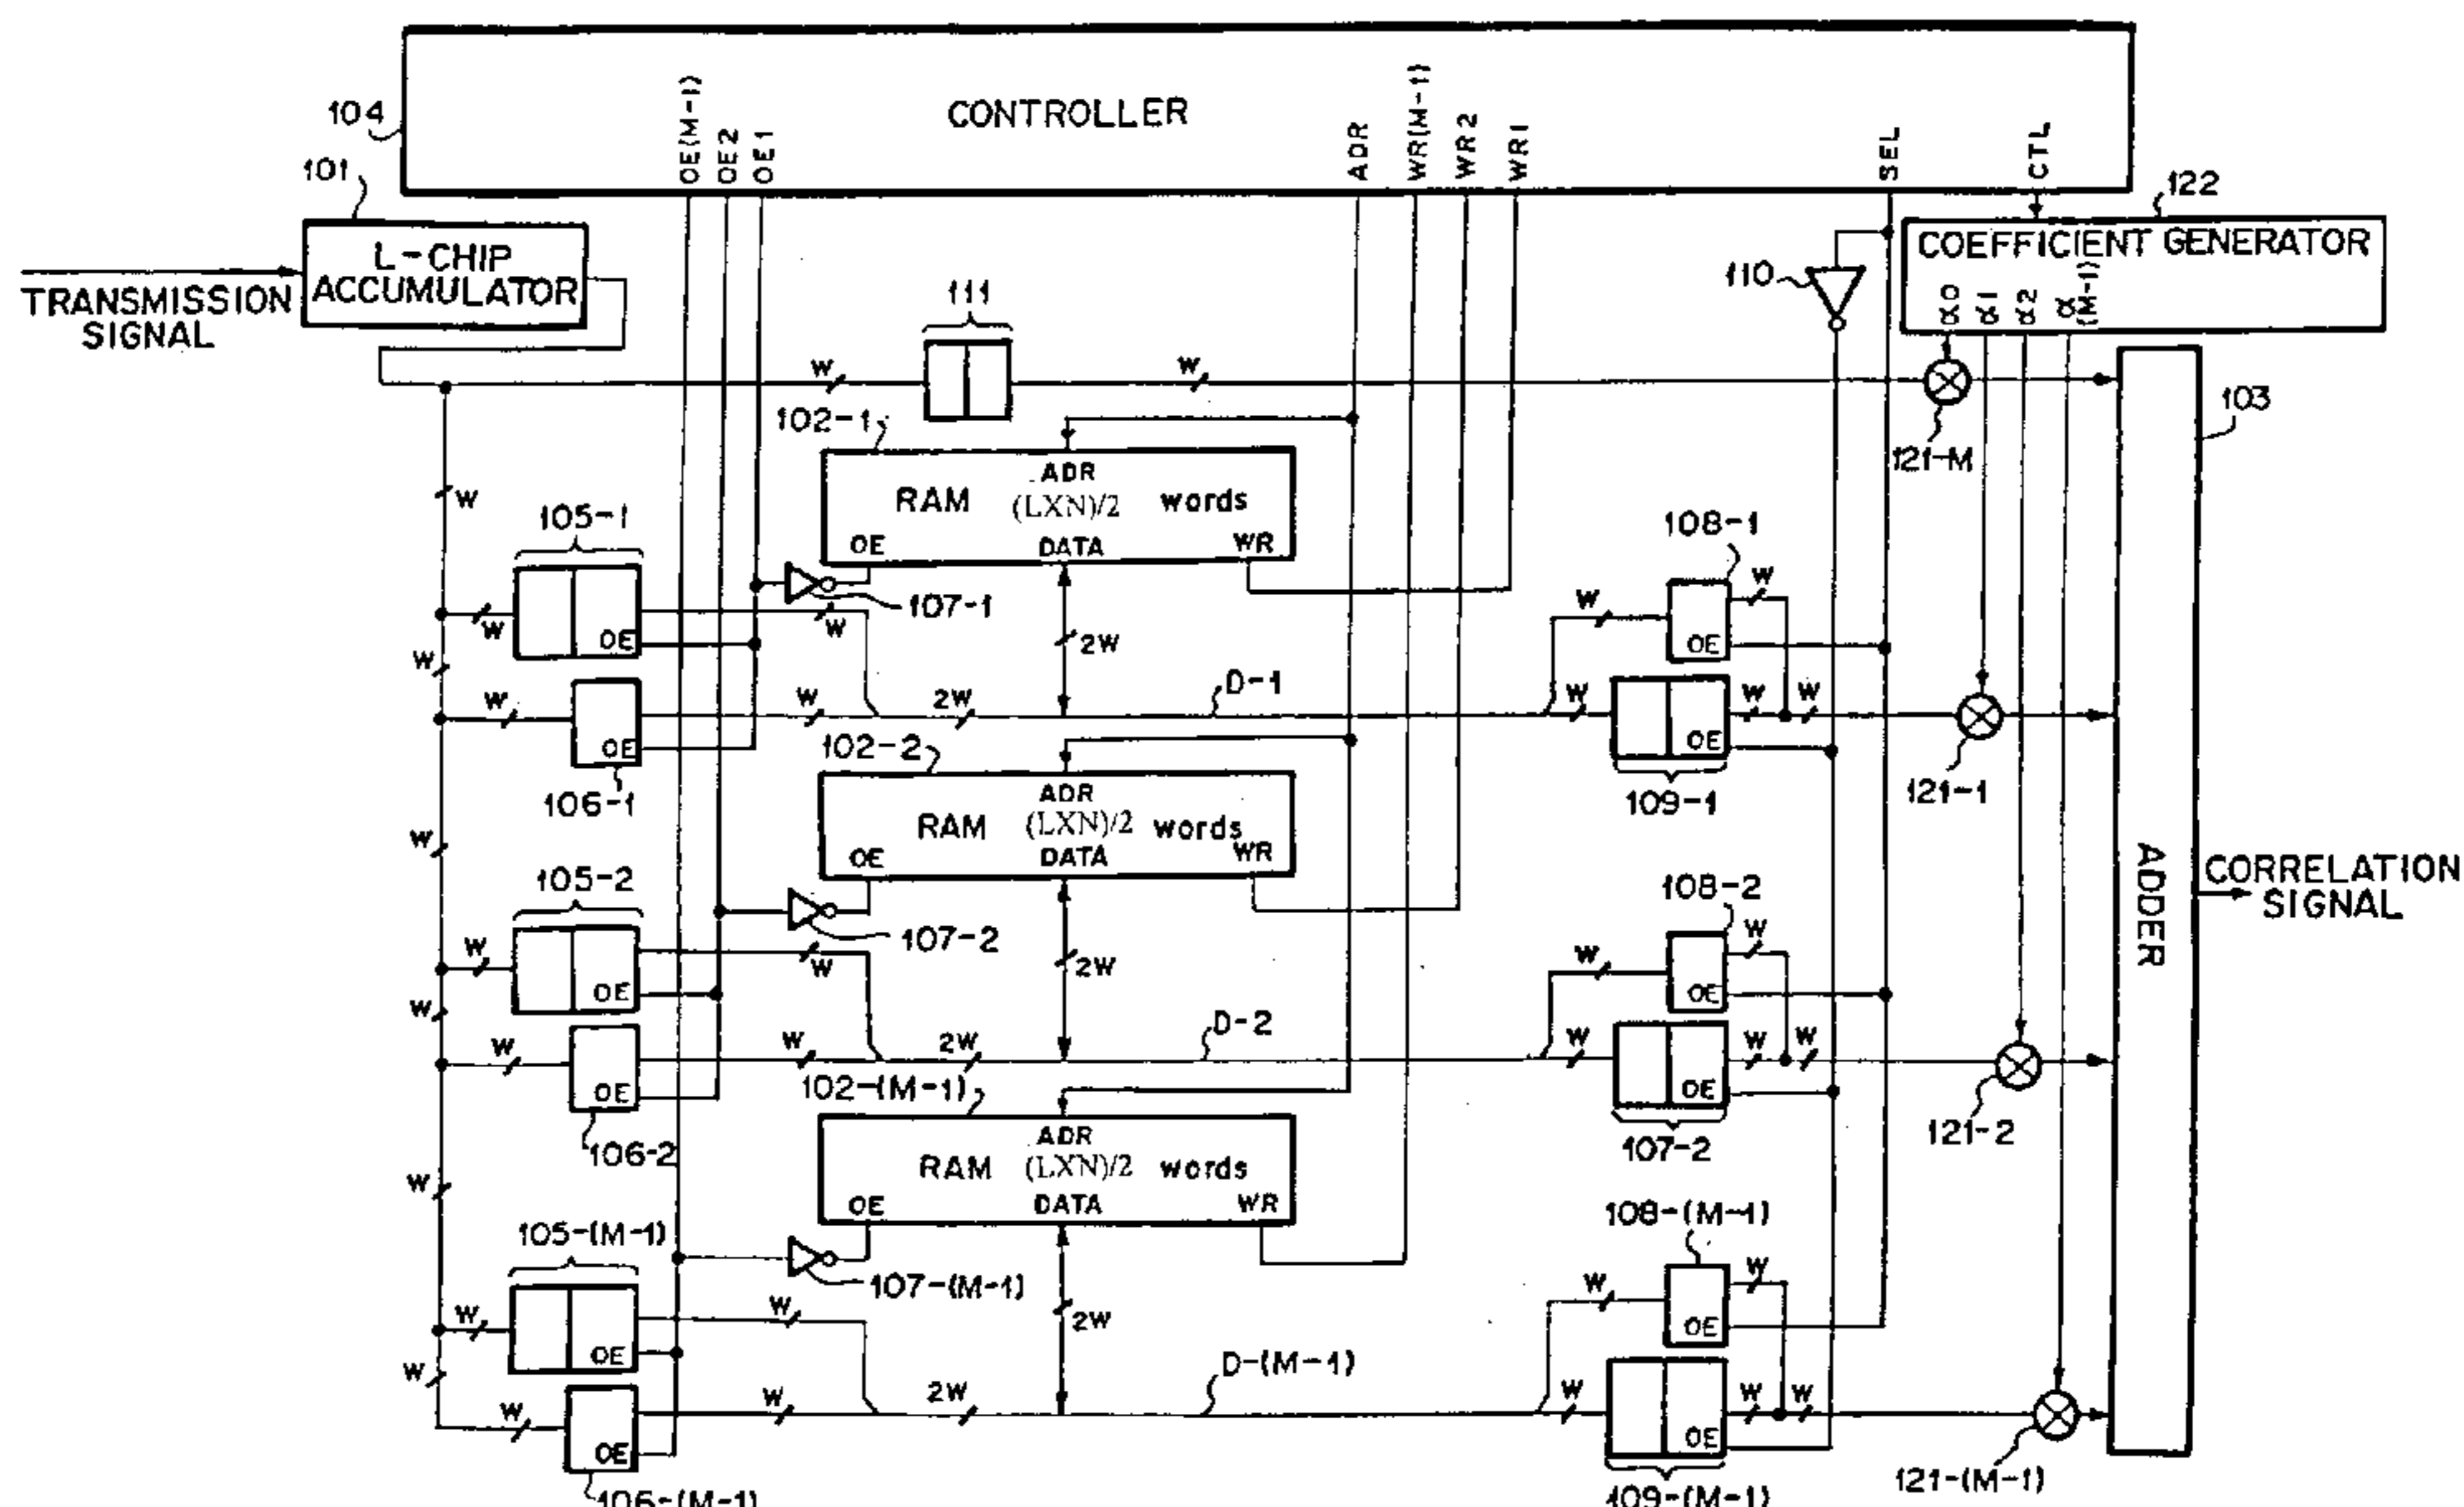 CONTROLLER
104
OE(M-1)
OE2
OE1
ADR
WR(M-1)
WR2
WR1
SEL
CTL
101
L-CHIP
ACCUMULATOR
TRANSMISSION
SIGNAL
122
COEFFICIENT GENERATOR
α0
α1
α2
α
(M-1)
110
111
W
W
121-M
103
102-1
ADR
RAM (LXN)/2 words
OE DATA WR
W
105-1
OE
W
W
107-1
W
2W
108-1
W
W
OE
W
W
106-1
OE
W
2W
D-1
W
109-1
OE
W
W
121-1
102-2
ADR
RAM (LXN)/2 words
OE DATA WR
W
105-2
W
OE
107-2
W
2W
108-2
W
W
OE
W
W
OE
106-2
W
2W
D-2
W
OE
107-2
W
W
121-2
ADDER
CORRELATION
SIGNAL
102-(M-1)
ADR
RAM (LXN)/2 words
OE DATA WR
W
105-(M-1)
W
OE
107-(M-1)
W
2W
108-(M-1)
W
W
OE
W
W
OE
106-(M-1)
W
2W
D-(M-1)
W
OE
109-(M-1)
W
W
121-(M-1)